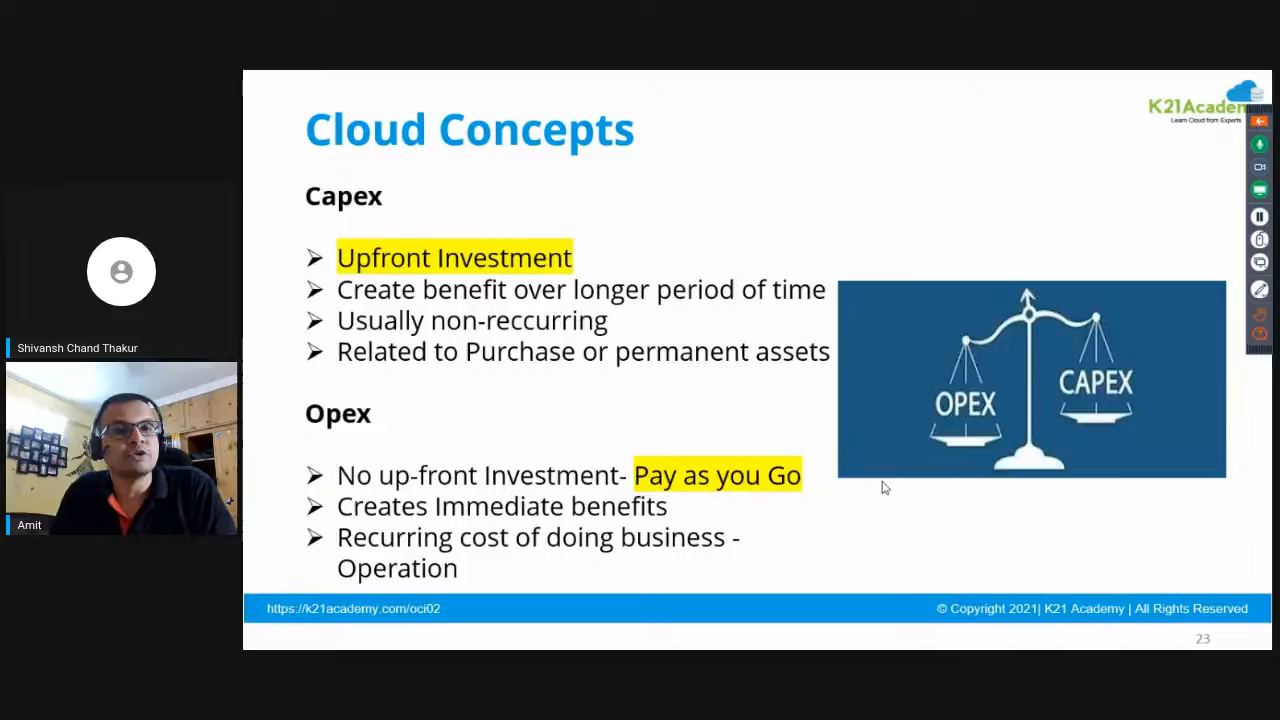 Cloud Concepts
K21Academ
Learn Cloud from Experts
Capex
Upfront Investment
Create benefit over longer period of time
Usually non-reccurring
Related to Purchase or permanent assets
OPEX
CAPEX
Opex
No up-front Investment- Pay as you Go
Creates Immediate benefits
Recurring cost of doing business -
Operation
Shivansh Chand Thakur
Amit
https://k21academy.com/oci02
© Copyright 2021| K21 Academy | All Rights Reserved
23